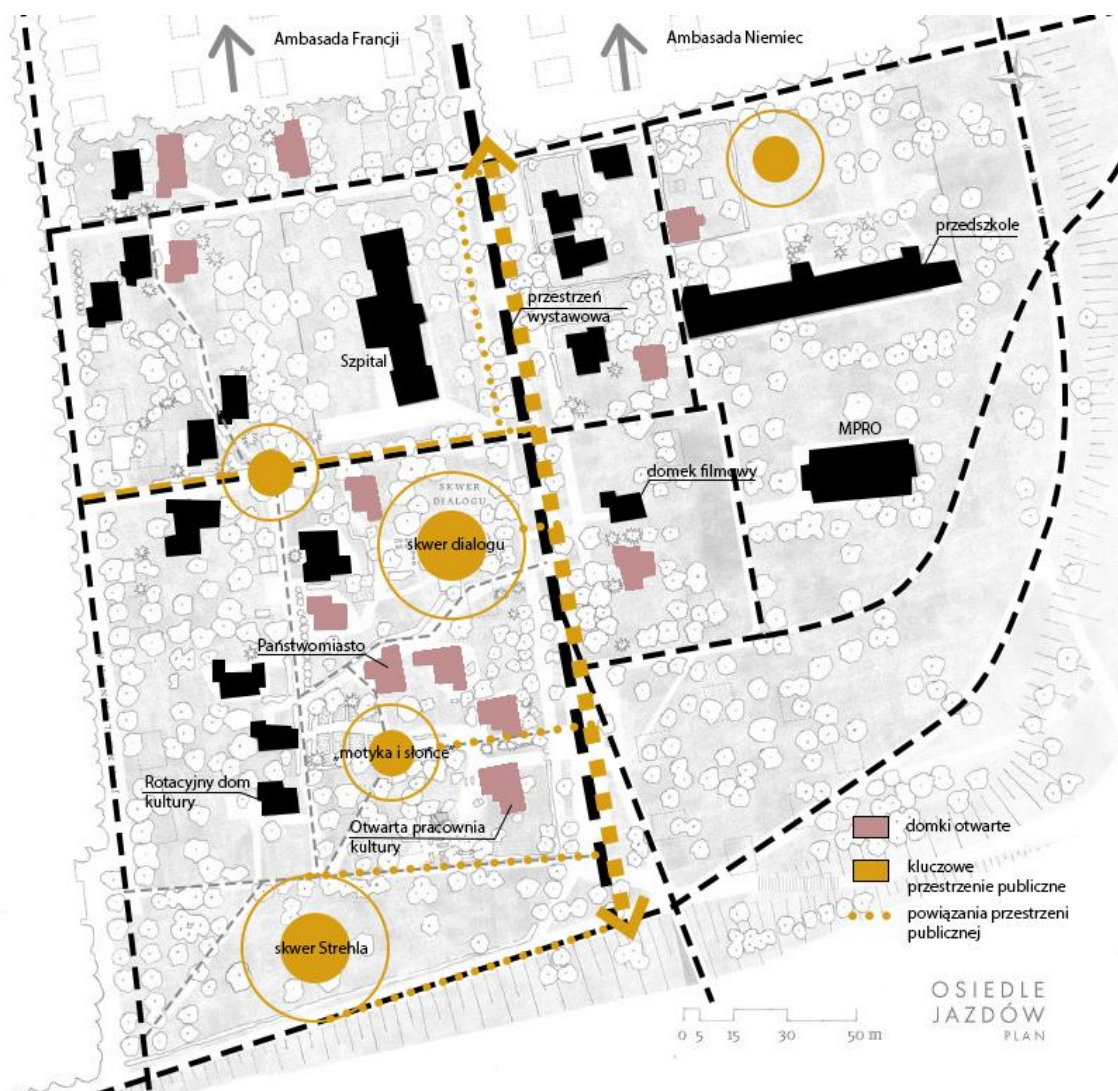 Ambasada Francji
Ambasada Niemiec
przedszkole
przestrzeń
wystawowa
Szpital
MPRO
domek filmowy
SKWER
DIALOGU
skwer dialogu
Państwomiasto
„motyka i słońce"
Rotacyjny dom
kultury
Otwarta pracownia
kultury
domki otwarte
kluczowe
przestrzenie publiczne
powiązania przestrzeni
publicznej
skwer Strehla
OSIEDLE
JAZDÓW
PLAN
0 5 15 30 50 m